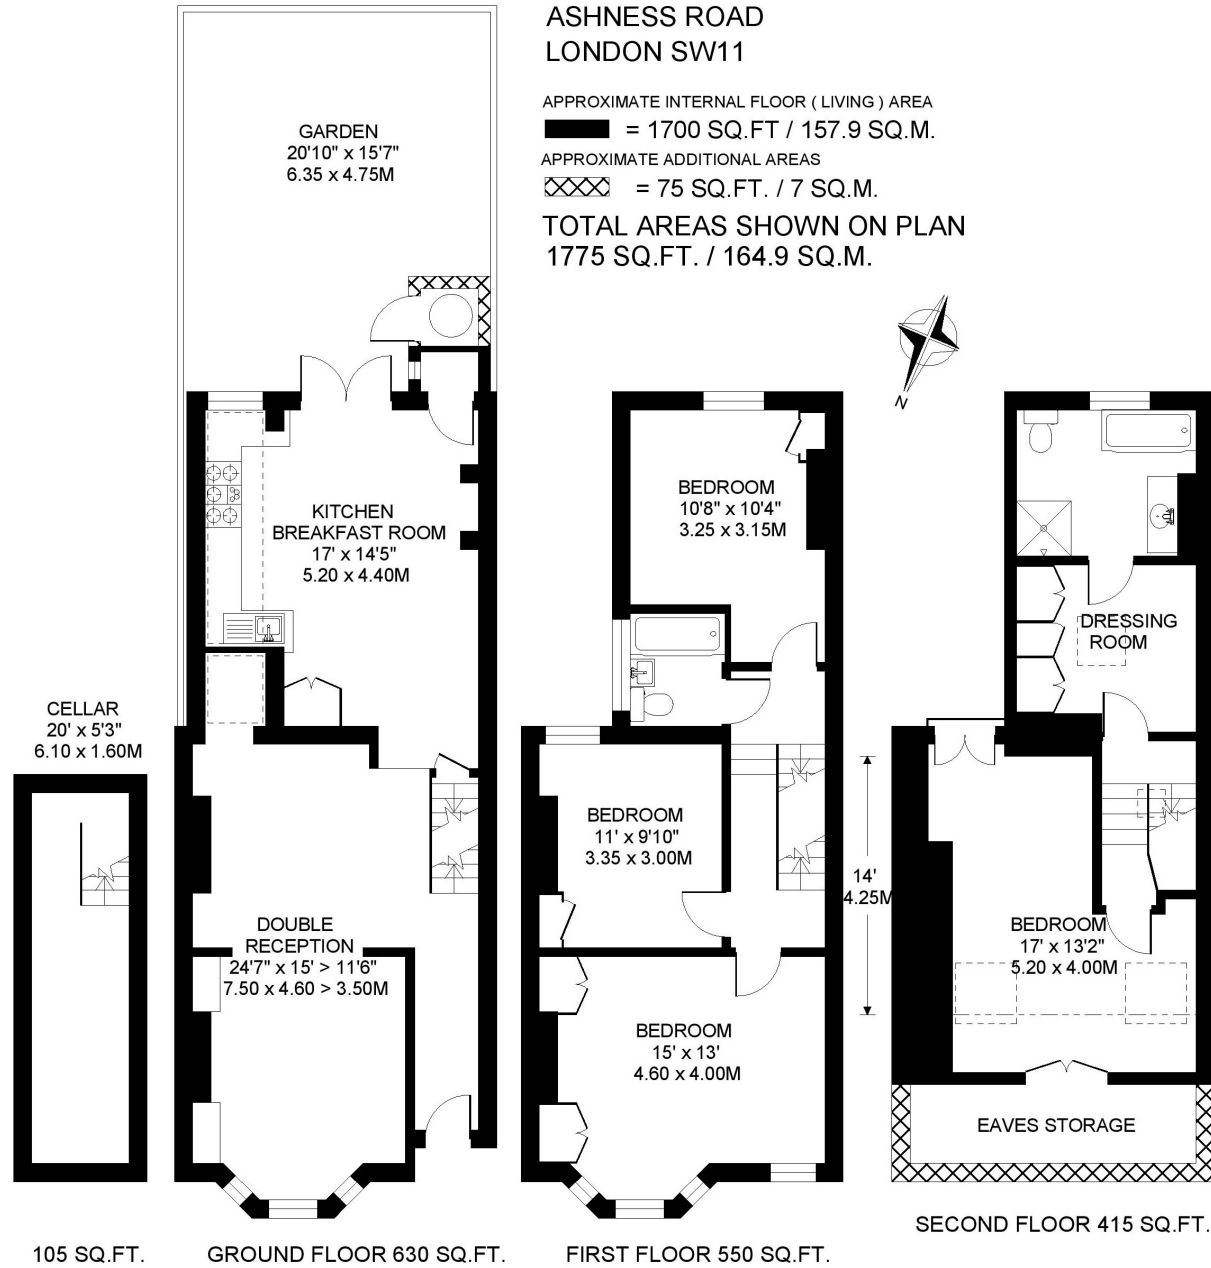 ASHNESS ROAD
LONDON SW11
APPROXIMATE INTERNAL FLOOR ( LIVING ) AREA
= 1700 SQ.FT / 157.9 SQ.M.
APPROXIMATE ADDITIONAL AREAS
= 75 SQ.FT. / 7 SQ.M.
TOTAL AREAS SHOWN ON PLAN
1775 SQ.FT. / 164.9 SQ.M.
N
GARDEN
20'10" x 15'7"
6.35 x 4.75M
KITCHEN
BREAKFAST ROOM
17' x 14'5"
5.20 x 4.40M
CELLAR
20' x 5'3"
6.10 x 1.60M
DOUBLE
RECEPTION
24'7" x 15' > 11'6"
7.50 x 4.60 > 3.50M
BEDROOM
10'8" x 10'4"
3.25 x 3.15M
BEDROOM
11' x 9'10"
3.35 x 3.00M
BEDROOM
15' x 13'
4.60 x 4.00M
DRESSING
ROOM
14'
4.25M
BEDROOM
17' x 13'2"
5.20 x 4.00M
EAVES STORAGE
105 SQ.FT.
GROUND FLOOR 630 SQ.FT.
FIRST FLOOR 550 SQ.FT.
SECOND FLOOR 415 SQ.FT.